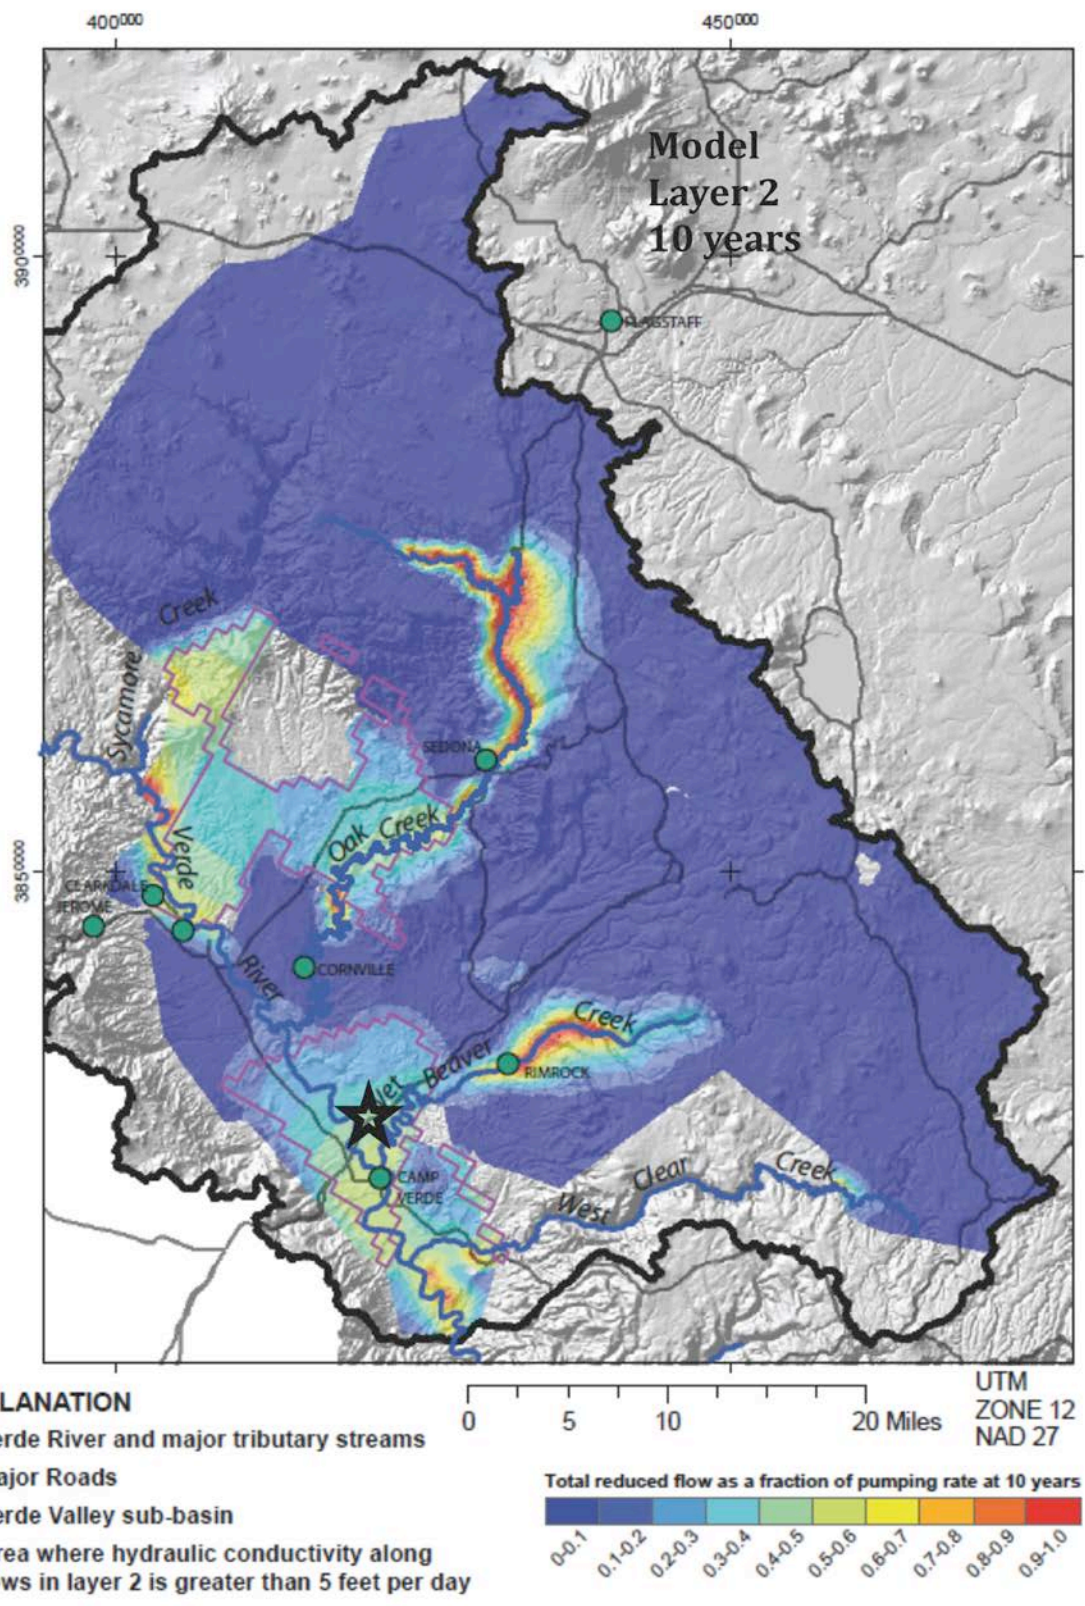 400000
450000
Model
Layer 2
10 years
3900000
FLAGSTAFF
Creek
Sycamore
SEDONA
Oak Creek
Verde
3850000
CLARKDALE
JEROME
River
CORNVILLE
Creek
Beaver
RIMROCK
CAMP
VERDE
West Clear Creek
LANATION
erde River and major tributary streams
ajor Roads
erde Valley sub-basin
rea where hydraulic conductivity along
ws in layer 2 is greater than 5 feet per day
0 5 10 20 Miles
UTM
ZONE 12
NAD 27
Total reduced flow as a fraction of pumping rate at 10 years
0-0.1 0.1-0.2 0.2-0.3 0.3-0.4 0.4-0.5 0.5-0.6 0.6-0.7 0.7-0.8 0.8-0.9 0.9-1.0